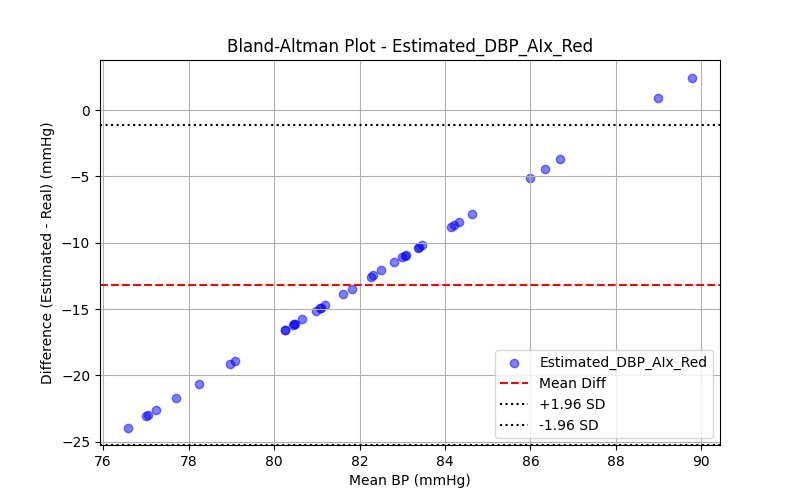 Bland-Altman Plot - Estimated_DBP_AIx_Red
Difference (Estimated - Real) (mmHg)
0
−5
−10
−15
−20
−25
76
78
80
82
84
86
88
90
Mean BP (mmHg)
Estimated_DBP_AIx_Red
Mean Diff
+1.96 SD
-1.96 SD